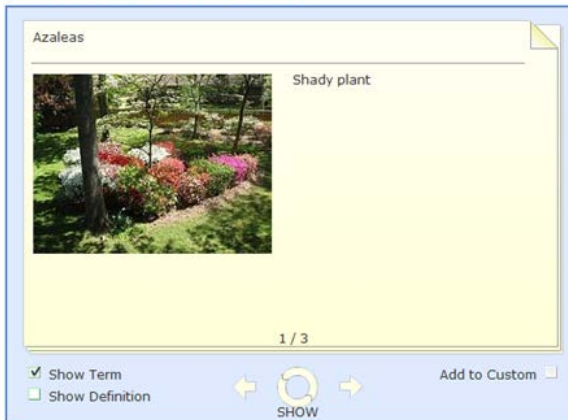 Azaleas
Shady plant
1 / 3
Show Term
Show Definition
SHOW
Add to Custom